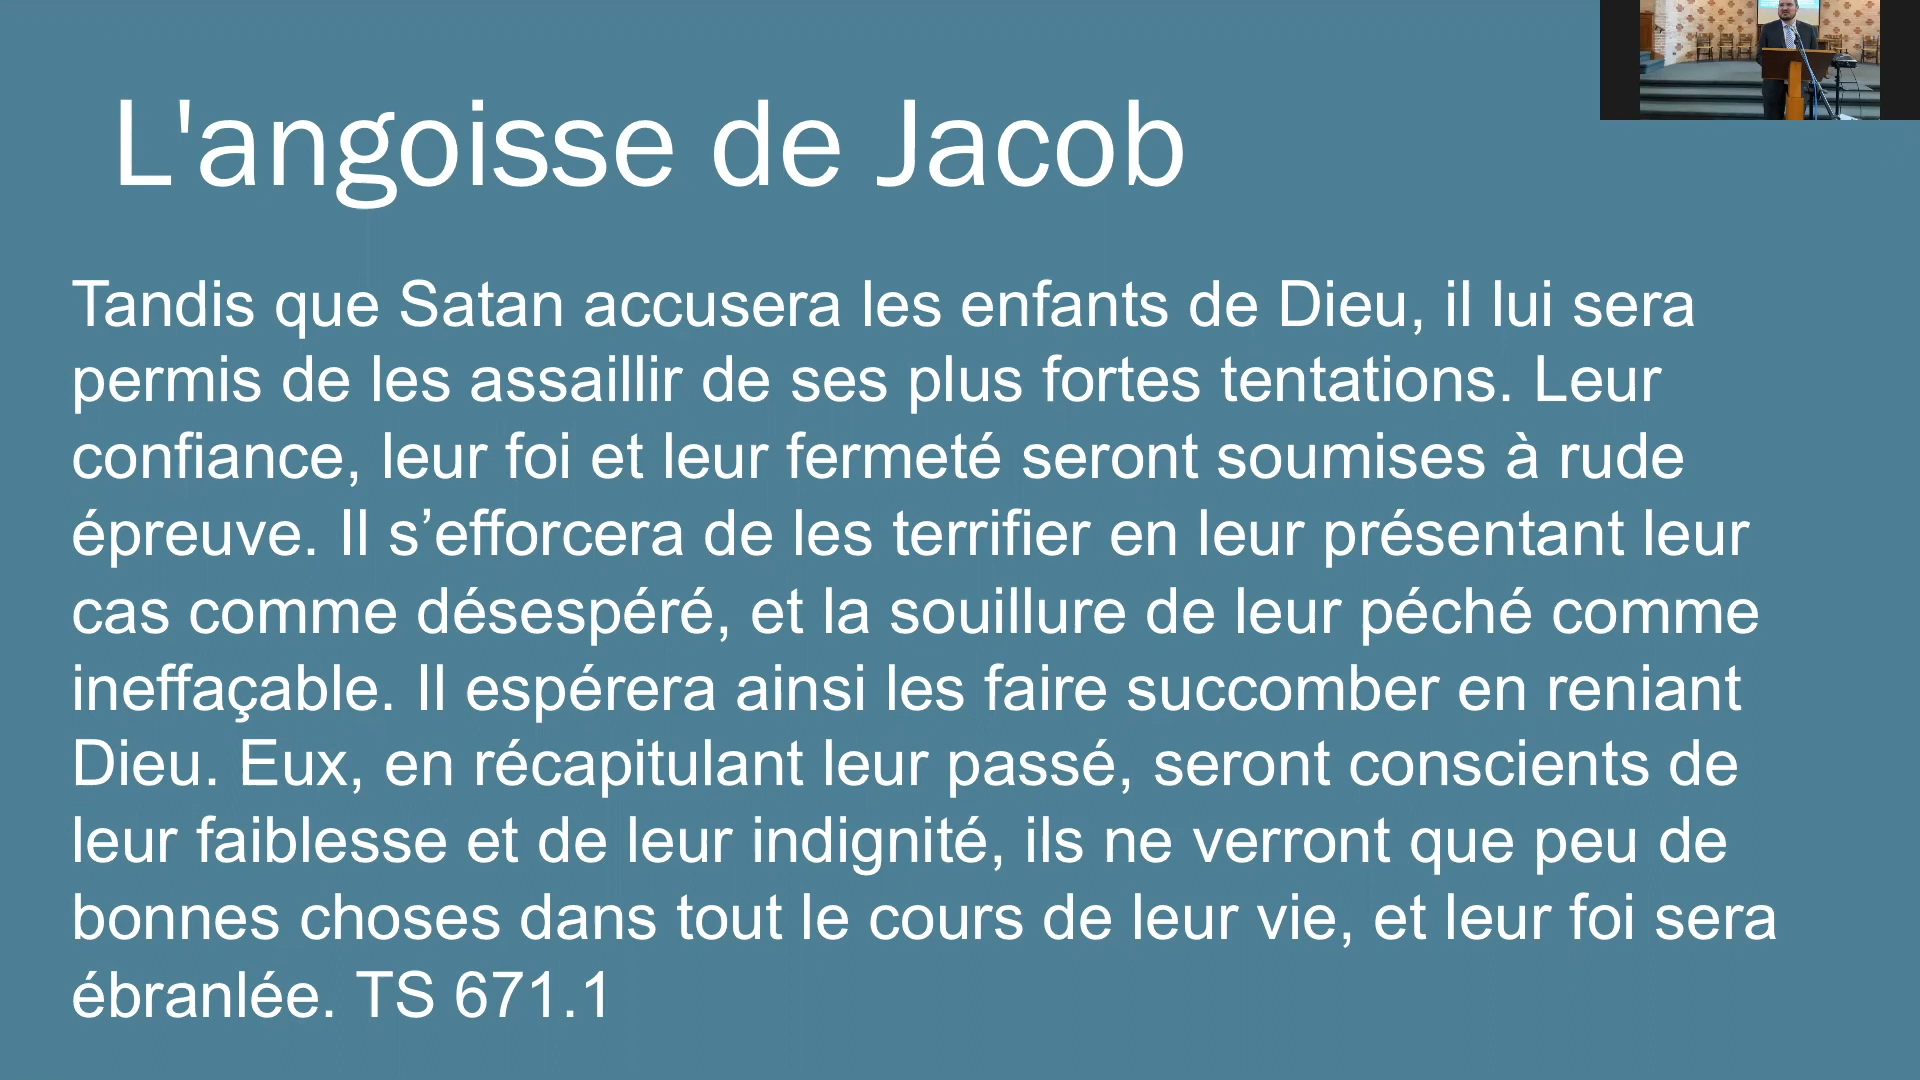 L'angoisse de Jacob
Tandis que Satan accusera les enfants de Dieu, il lui sera
permis de les assaillir de ses plus fortes tentations. Leur
confiance, leur foi et leur fermeté seront soumises à rude
épreuve. Il s’efforcera de les terrifier en leur présentant leur
cas comme désespéré, et la souillure de leur péché comme
ineffaçable. Il espérera ainsi les faire succomber en reniant
Dieu. Eux, en récapitulant leur passé, seront conscients de
leur faiblesse et de leur indignité, ils ne verront que peu de
bonnes choses dans tout le cours de leur vie, et leur foi sera
ébranlée. TS 671.1